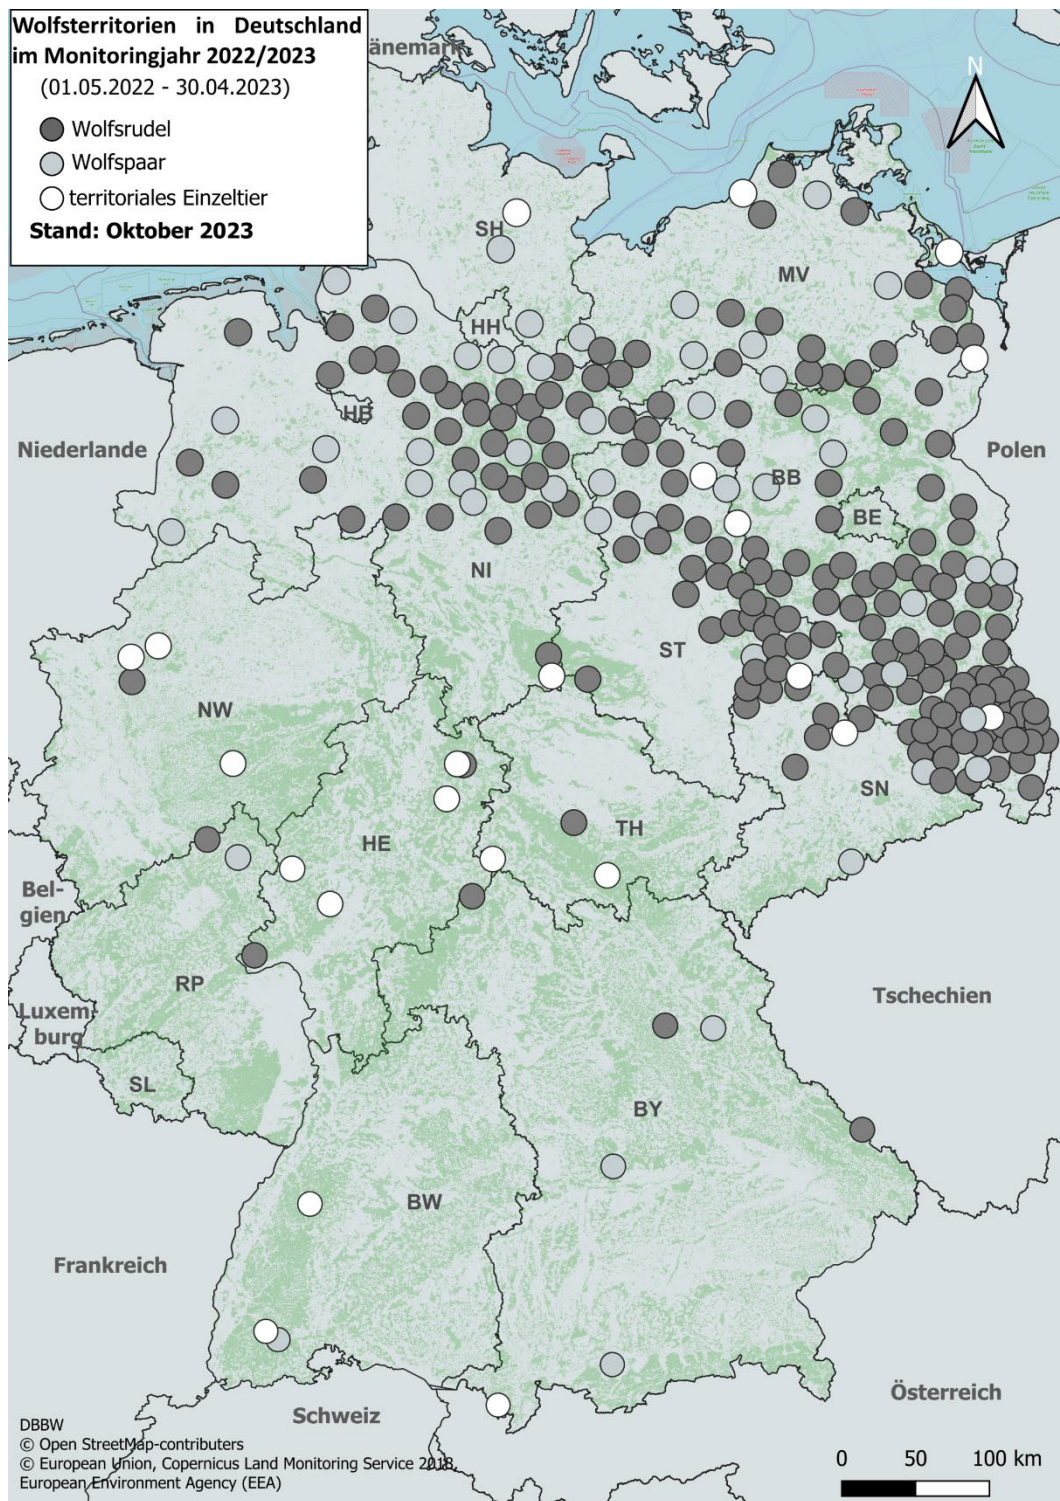 Wolfsterritorien in Deutschland
im Monitoringjahr 2022/2023
(01.05.2022 - 30.04.2023)
Wolfsrudel
Wolfspaar
territoriales Einzeltier
Stand: Oktober 2023
änemark
N
SH
MV
HH
HB
Niederlande
Polen
BB
BE
NI
ST
NW
SN
TH
HE
Bel-
gien
RP
Luxem-
burg
Tschechien
SL
BY
BW
Frankreich
Österreich
Schweiz
DBBW
© Open StreetMap-contributers
© European Union, Copernicus Land Monitoring Service 2018,
European Environment Agency (EEA)
0 50 100 km